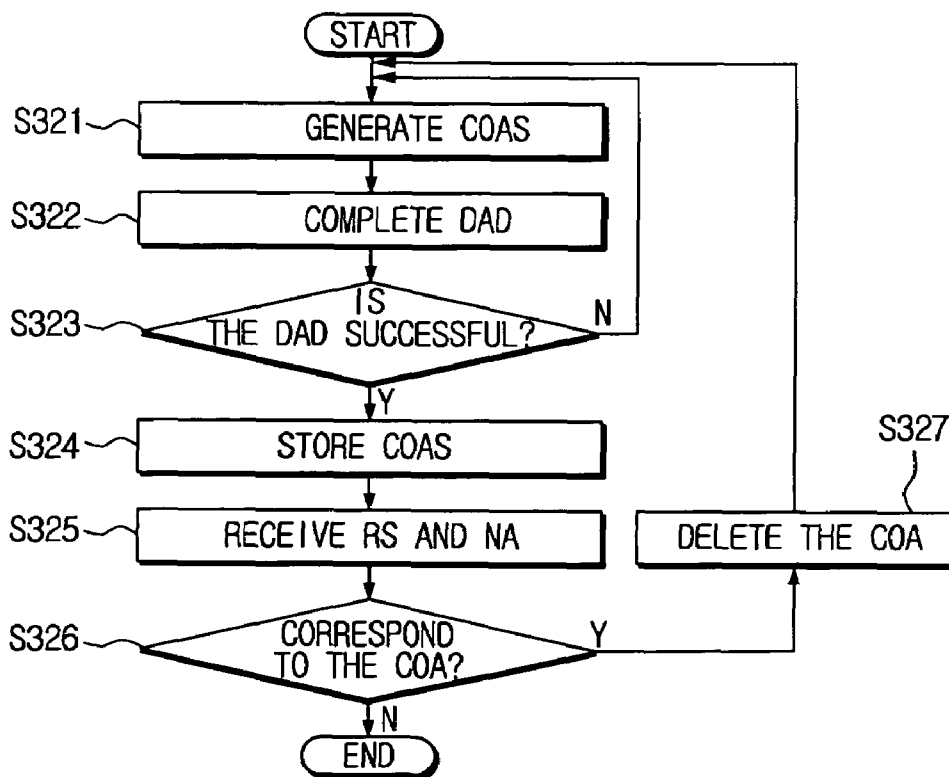 START
S321
GENERATE COAS
S322
COMPLETE DAD
S323
IS
THE DAD SUCCESSFUL?
N
Y
S324
STORE COAS
S327
S325
RECEIVE RS AND NA
DELETE THE COA
S326
CORRESPOND
TO THE COA?
Y
N
END